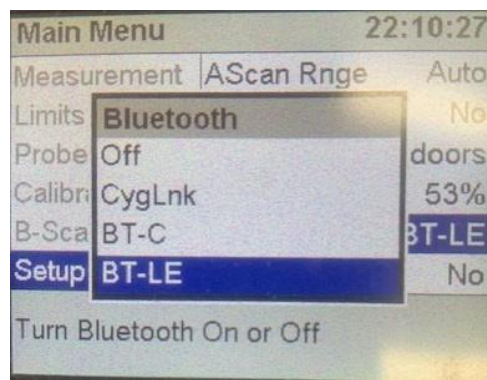 Main Menu 22:10:27
Measurement AScan Rnge Auto
Limits Bluetooth No
Probe Off doors
Calibr CygLnk 53%
B-Sca BT-C BT-LE
Setup BT-LE No
Turn Bluetooth On or Off